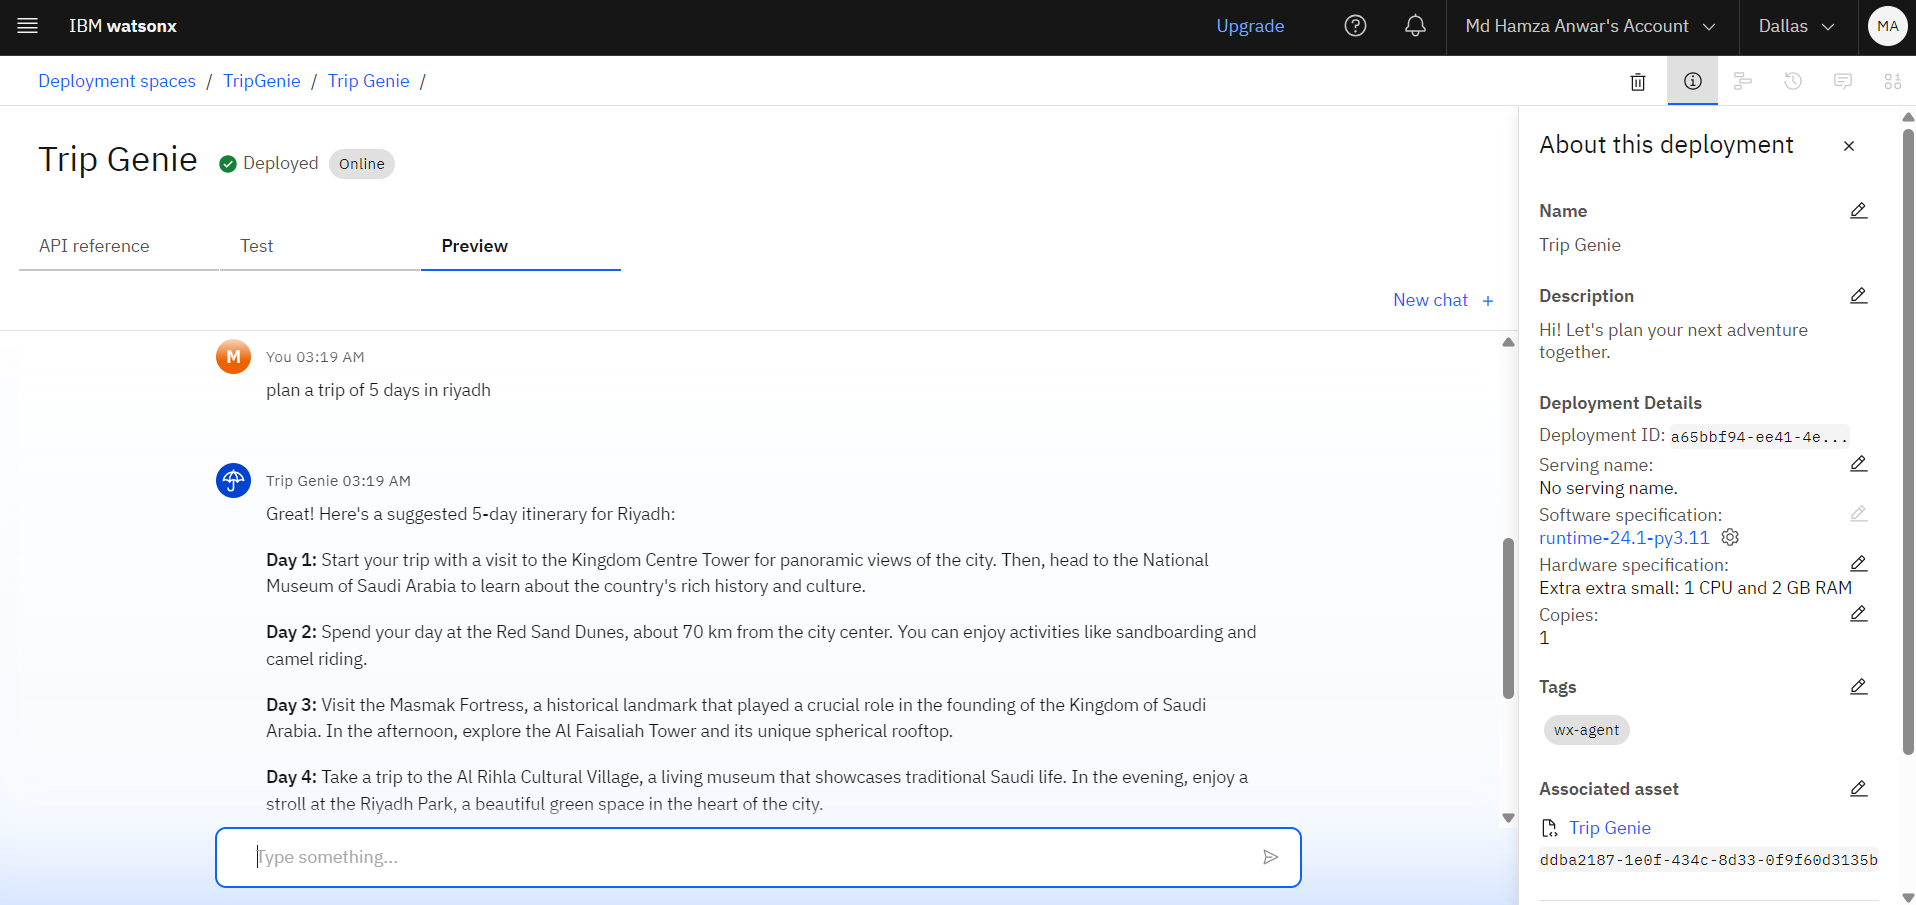 IBM watsonx
Upgrade
Md Hamza Anwar's Account
Dallas
MA
Deployment spaces / TripGenie / Trip Genie /
Trip Genie
Deployed
Online
API reference
Test
Preview
New chat +
M
You 03:19 AM
plan a trip of 5 days in riyadh
Trip Genie 03:19 AM
Great! Here's a suggested 5-day itinerary for Riyadh:
Day 1: Start your trip with a visit to the Kingdom Centre Tower for panoramic views of the city. Then, head to the National
Museum of Saudi Arabia to learn about the country's rich history and culture.
Day 2: Spend your day at the Red Sand Dunes, about 70 km from the city center. You can enjoy activities like sandboarding and
camel riding.
Day 3: Visit the Masmak Fortress, a historical landmark that played a crucial role in the founding of the Kingdom of Saudi
Arabia. In the afternoon, explore the Al Faisaliah Tower and its unique spherical rooftop.
Day 4: Take a trip to the Al Rihla Cultural Village, a living museum that showcases traditional Saudi life. In the evening, enjoy a
stroll at the Riyadh Park, a beautiful green space in the heart of the city.
Type something...
About this deployment
Name
Trip Genie
Description
Hi! Let's plan your next adventure
together.
Deployment Details
Deployment ID: a65bbf94-ee41-4e...
Serving name:
No serving name.
Software specification:
runtime-24.1-py3.11
Hardware specification:
Extra extra small: 1 CPU and 2 GB RAM
Copies:
1
Tags
wx-agent
Associated asset
Trip Genie
ddba2187-1e0f-434c-8d33-0f9f60d3135b